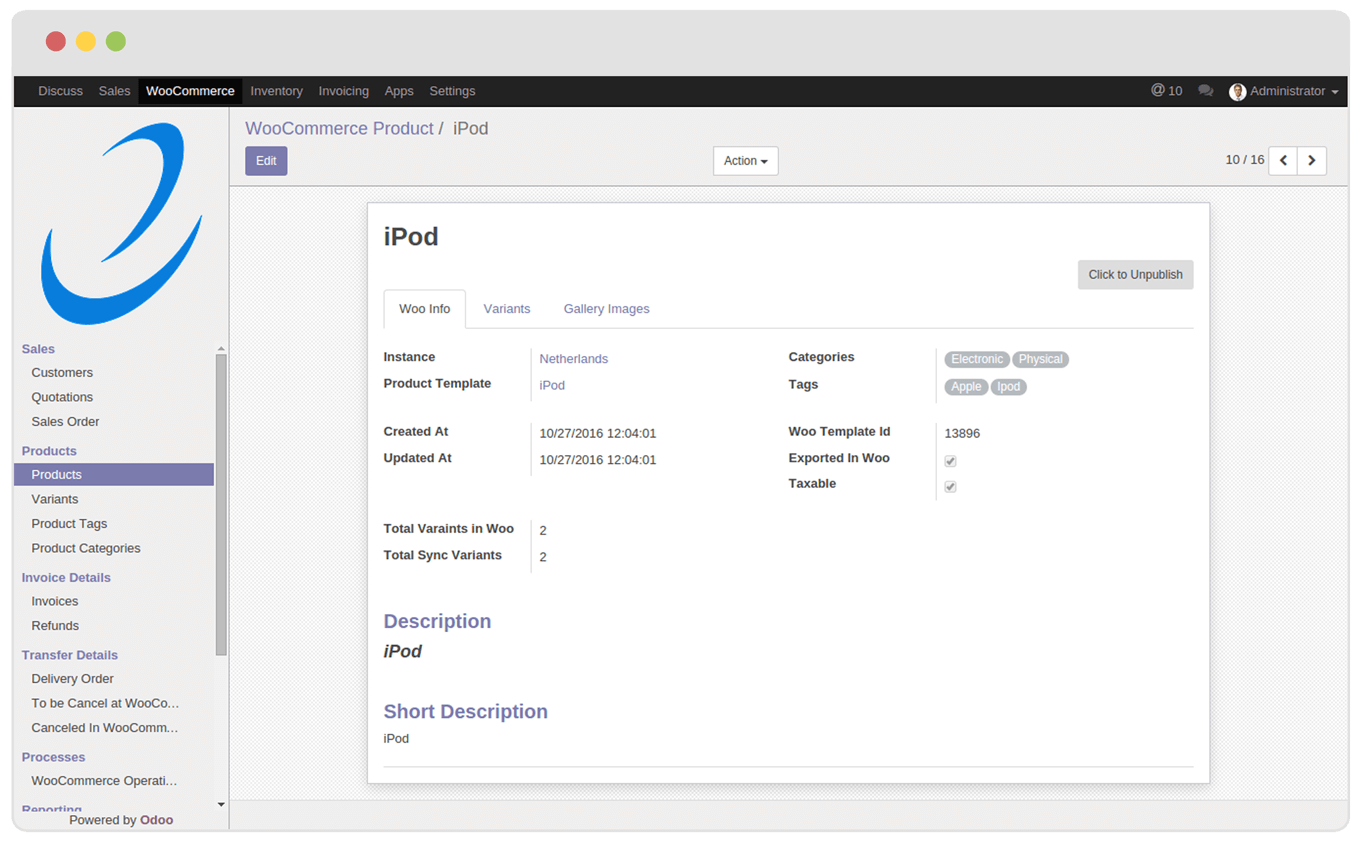 Discuss Sales WooCommerce Inventory Invoicing Apps Settings @ 10 Administrator
WooCommerce Product / iPod
Edit Action 10 / 16
Sales
Customers
Quotations
Sales Order
Products
Products
Variants
Product Tags
Product Categories
Invoice Details
Invoices
Refunds
Transfer Details
Delivery Order
To be Cancel at WooCo...
Canceled In WooComm...
Processes
WooCommerce Operati...
Reporting
Powered by Odoo
iPod
Click to Unpublish
Woo Info Variants Gallery Images
Instance Netherlands Categories Electronic Physical
Product Template iPod Tags Apple Ipod
Created At 10/27/2016 12:04:01 Woo Template Id 13896
Updated At 10/27/2016 12:04:01 Exported In Woo
Taxable
Total Varaints in Woo 2
Total Sync Variants 2
Description
iPod
Short Description
iPod